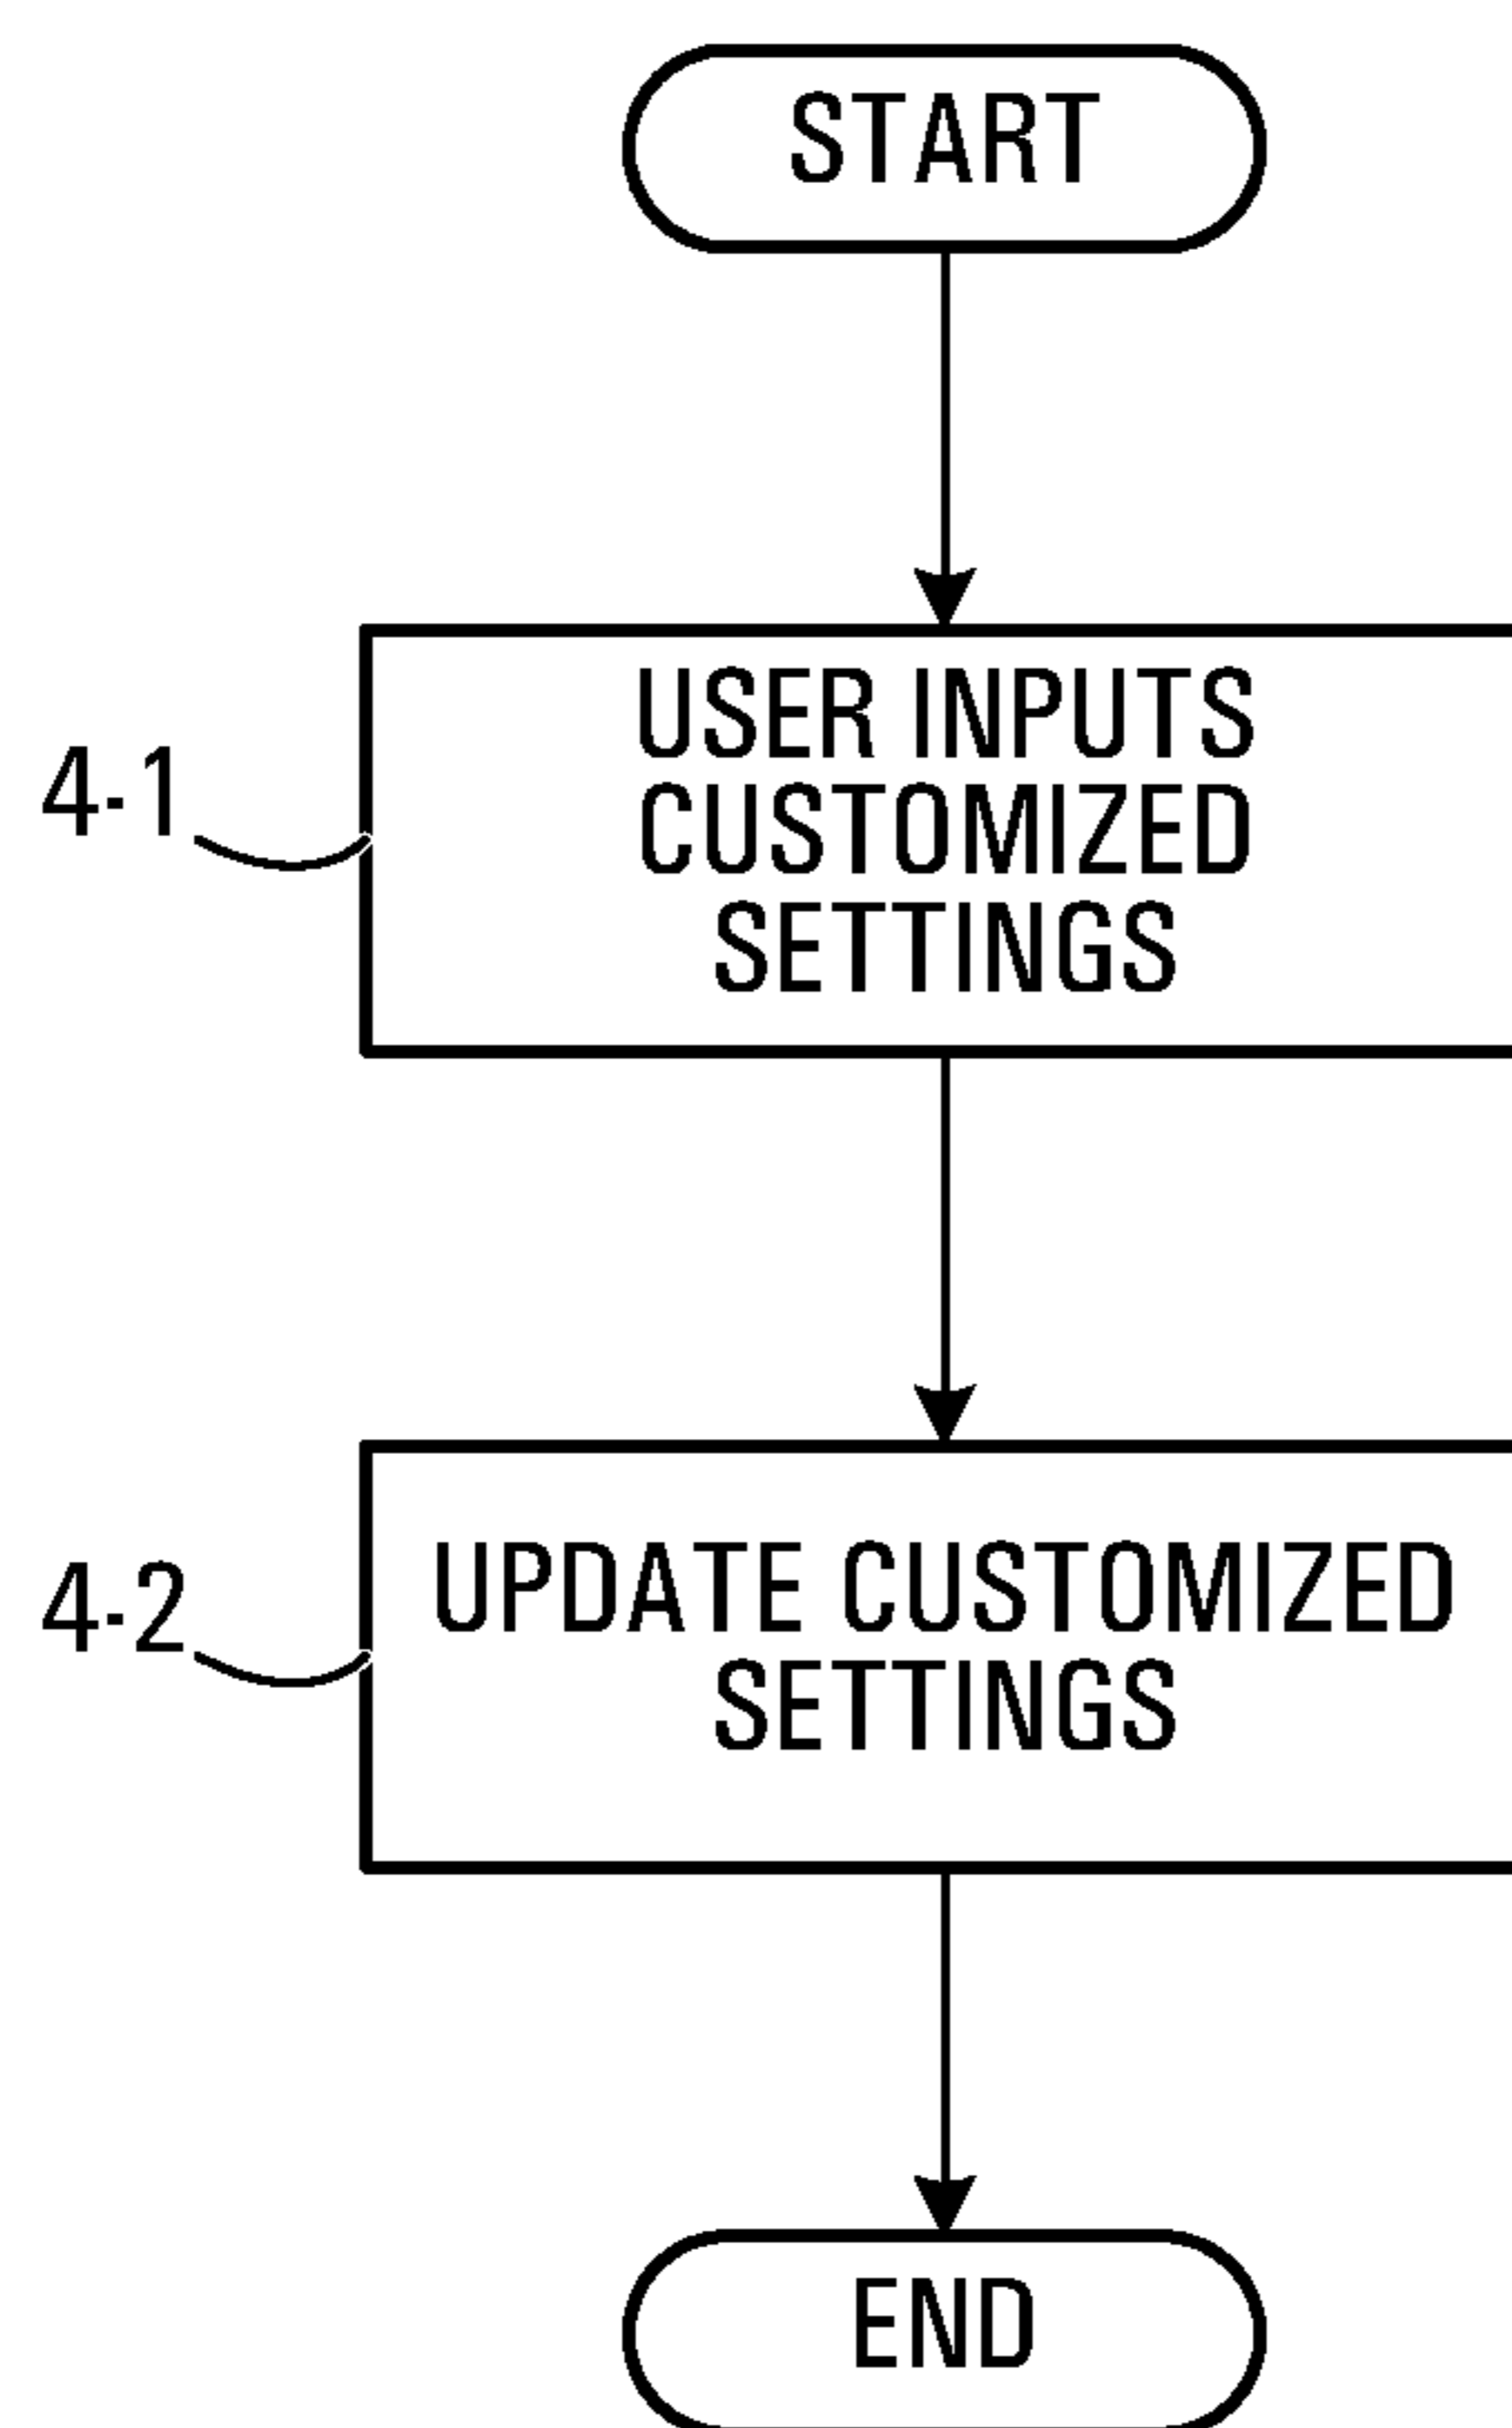 START
4-1
USER INPUTS
CUSTOMIZED
SETTINGS
4-2
UPDATE CUSTOMIZED
SETTINGS
END